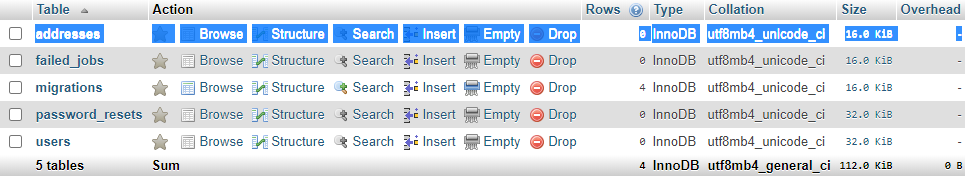 Table Action Rows Type Collation Size Overhead
addresses Browse Structure Search Insert Empty Drop 0 InnoDB utf8mb4_unicode_ci 16.0 KiB -
failed_jobs Browse Structure Search Insert Empty Drop 0 InnoDB utf8mb4_unicode_ci 16.0 KiB -
migrations Browse Structure Search Insert Empty Drop 4 InnoDB utf8mb4_unicode_ci 16.0 KiB -
password_resets Browse Structure Search Insert Empty Drop 0 InnoDB utf8mb4_unicode_ci 32.0 KiB -
users Browse Structure Search Insert Empty Drop 0 InnoDB utf8mb4_unicode_ci 32.0 KiB -
5 tables Sum 4 InnoDB utf8mb4_general_ci 112.0 KiB 0 B